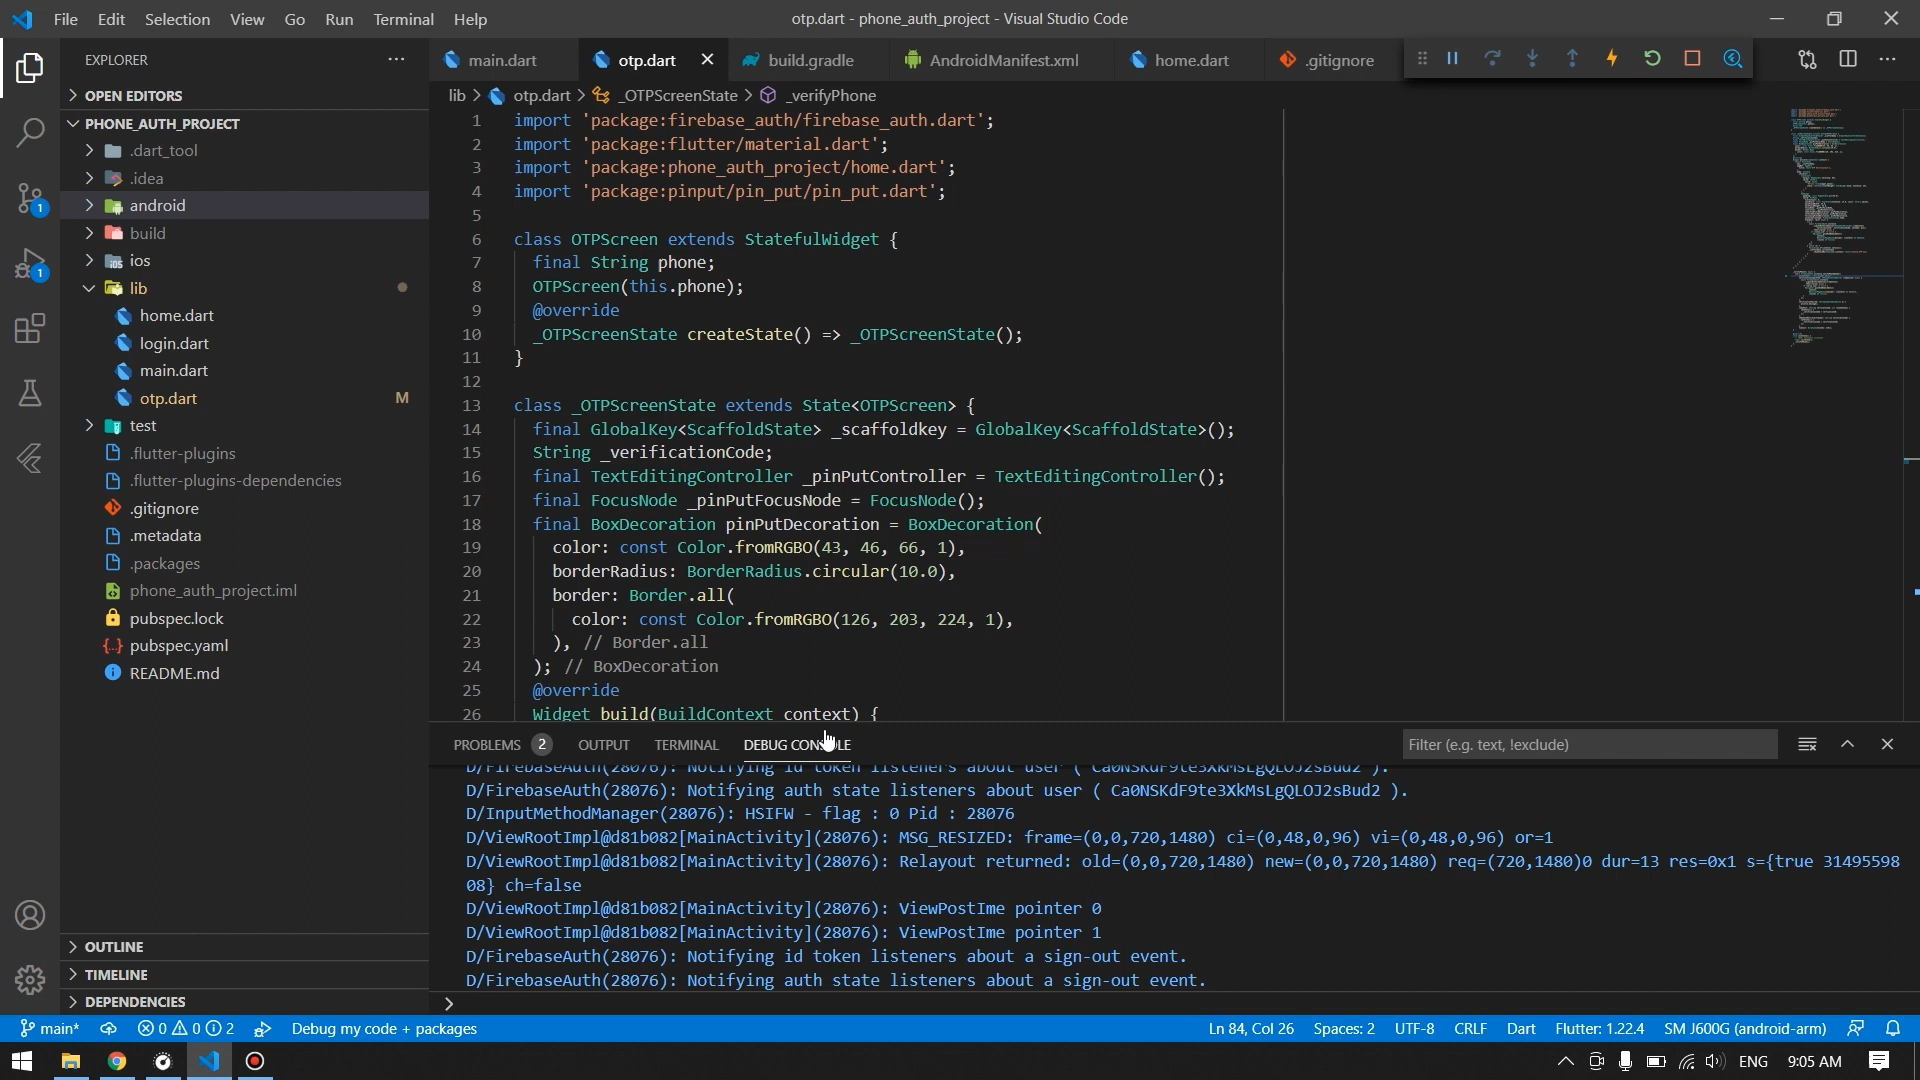 File Edit Selection View Go Run Terminal Help
otp.dart - phone_auth_project - Visual Studio Code
EXPLORER
OPEN EDITORS
PHONE_AUTH_PROJECT
.dart_tool
.idea
android
build
ios
lib
home.dart
login.dart
main.dart
otp.dart M
test
.flutter-plugins
.flutter-plugins-dependencies
.gitignore
.metadata
.packages
phone_auth_project.iml
pubspec.lock
pubspec.yaml
README.md
OUTLINE
TIMELINE
DEPENDENCIES
1
1
main.dart otp.dart build.gradle AndroidManifest.xml home.dart .gitignore
lib > otp.dart > _OTPScreenState > _verifyPhone
1 import 'package:firebase_auth/firebase_auth.dart';
2 import 'package:flutter/material.dart';
3 import 'package:phone_auth_project/home.dart';
4 import 'package:pinput/pin_put/pin_put.dart';
5
6 class OTPScreen extends StatefulWidget {
7 final String phone;
8 OTPScreen(this.phone);
9 @override
10 _OTPScreenState createState() => _OTPScreenState();
11 }
12
13 class _OTPScreenState extends State<OTPScreen> {
14 final GlobalKey<ScaffoldState> _scaffoldkey = GlobalKey<ScaffoldState>();
15 String _verificationCode;
16 final TextEditingController _pinPutController = TextEditingController();
17 final FocusNode _pinPutFocusNode = FocusNode();
18 final BoxDecoration pinPutDecoration = BoxDecoration(
19 color: const Color.fromRGBO(43, 46, 66, 1),
20 borderRadius: BorderRadius.circular(10.0),
21 border: Border.all(
22 color: const Color.fromRGBO(126, 203, 224, 1),
23 ), // Border.all
24 ); // BoxDecoration
25 @override
26 Widget build(BuildContext context) {
PROBLEMS 2 OUTPUT TERMINAL DEBUG CONSOLE
Filter (e.g. text, !exclude)
D/FirebaseAuth(28076): Notifying id token listeners about user ( Ca0NSKdF9te3XkMsLgQLOJ2sBud2 ).
D/FirebaseAuth(28076): Notifying auth state listeners about user ( Ca0NSKdF9te3XkMsLgQLOJ2sBud2 ).
D/InputMethodManager(28076): HSIFW - flag : 0 Pid : 28076
D/ViewRootImpl@d81b082[MainActivity](28076): MSG_RESIZED: frame=(0,0,720,1480) ci=(0,48,0,96) vi=(0,48,0,96) or=1
D/ViewRootImpl@d81b082[MainActivity](28076): Relayout returned: old=(0,0,720,1480) new=(0,0,720,1480) req=(720,1480)0 dur=13 res=0x1 s={true 31495598
08} ch=false
D/ViewRootImpl@d81b082[MainActivity](28076): ViewPostIme pointer 0
D/ViewRootImpl@d81b082[MainActivity](28076): ViewPostIme pointer 1
D/FirebaseAuth(28076): Notifying id token listeners about a sign-out event.
D/FirebaseAuth(28076): Notifying auth state listeners about a sign-out event.
main* 0 0 2 Debug my code + packages
Ln 84, Col 26 Spaces: 2 UTF-8 CRLF Dart Flutter: 1.22.4 SM J600G (android-arm)
ENG 9:05 AM